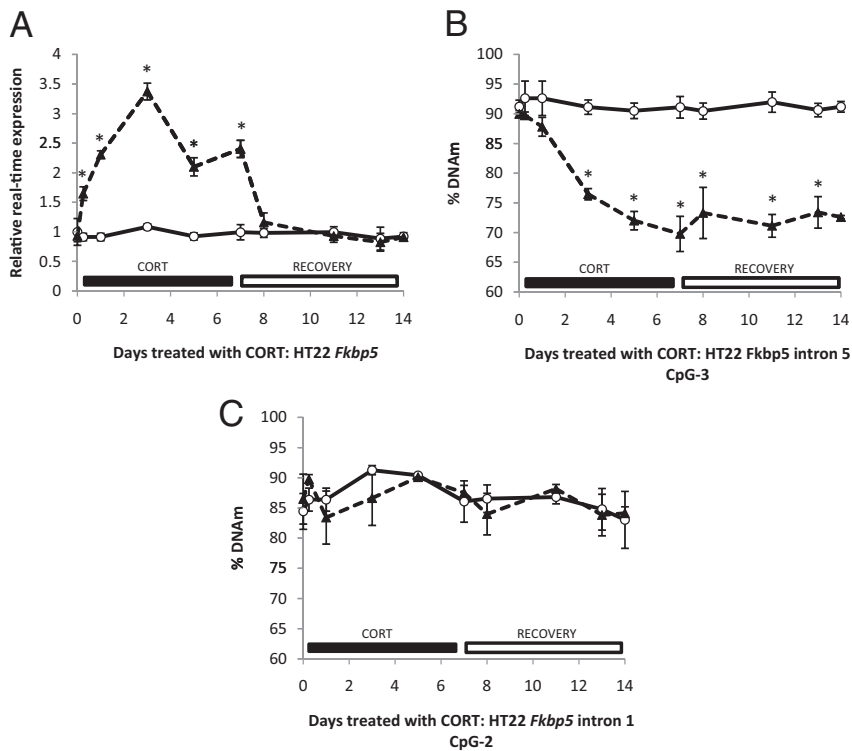 A
Relative real-time expression
4
3.5
3
2.5
2
1.5
1
0.5
0
*
*
*
*
*
CORT
RECOVERY
0 2 4 6 8 10 12 14
Days treated with CORT: HT22 Fkbp5
B
% DNAm
100
95
90
85
80
75
70
65
60
* * * * * *
CORT
RECOVERY
0 2 4 6 8 10 12 14
Days treated with CORT: HT22 Fkbp5 intron 5
CpG-3
C
% DNAm
100
95
90
85
80
75
70
65
60
CORT
RECOVERY
0 2 4 6 8 10 12 14
Days treated with CORT: HT22 Fkbp5 intron 1
CpG-2